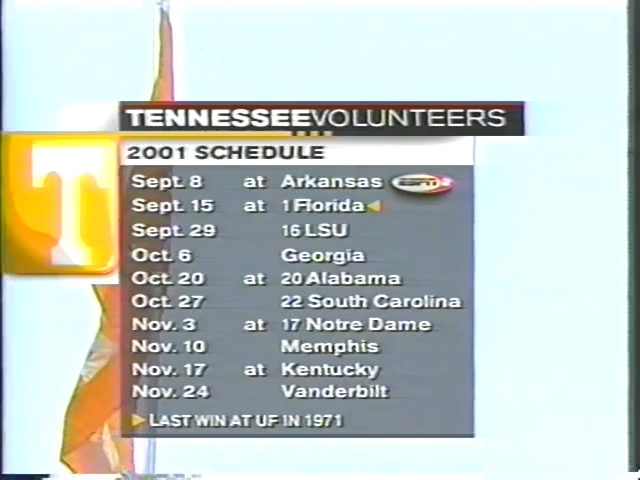 TENNESSEEVOLUNTEERS
2001 SCHEDULE
Sept. 8 at Arkansas ESPN2
Sept. 15 at 1 Florida
Sept. 29 16 LSU
Oct. 6 Georgia
Oct. 20 at 20 Alabama
Oct. 27 22 South Carolina
Nov. 3 at 17 Notre Dame
Nov. 10 Memphis
Nov. 17 at Kentucky
Nov. 24 Vanderbilt
LAST WIN AT UF IN 1971
T